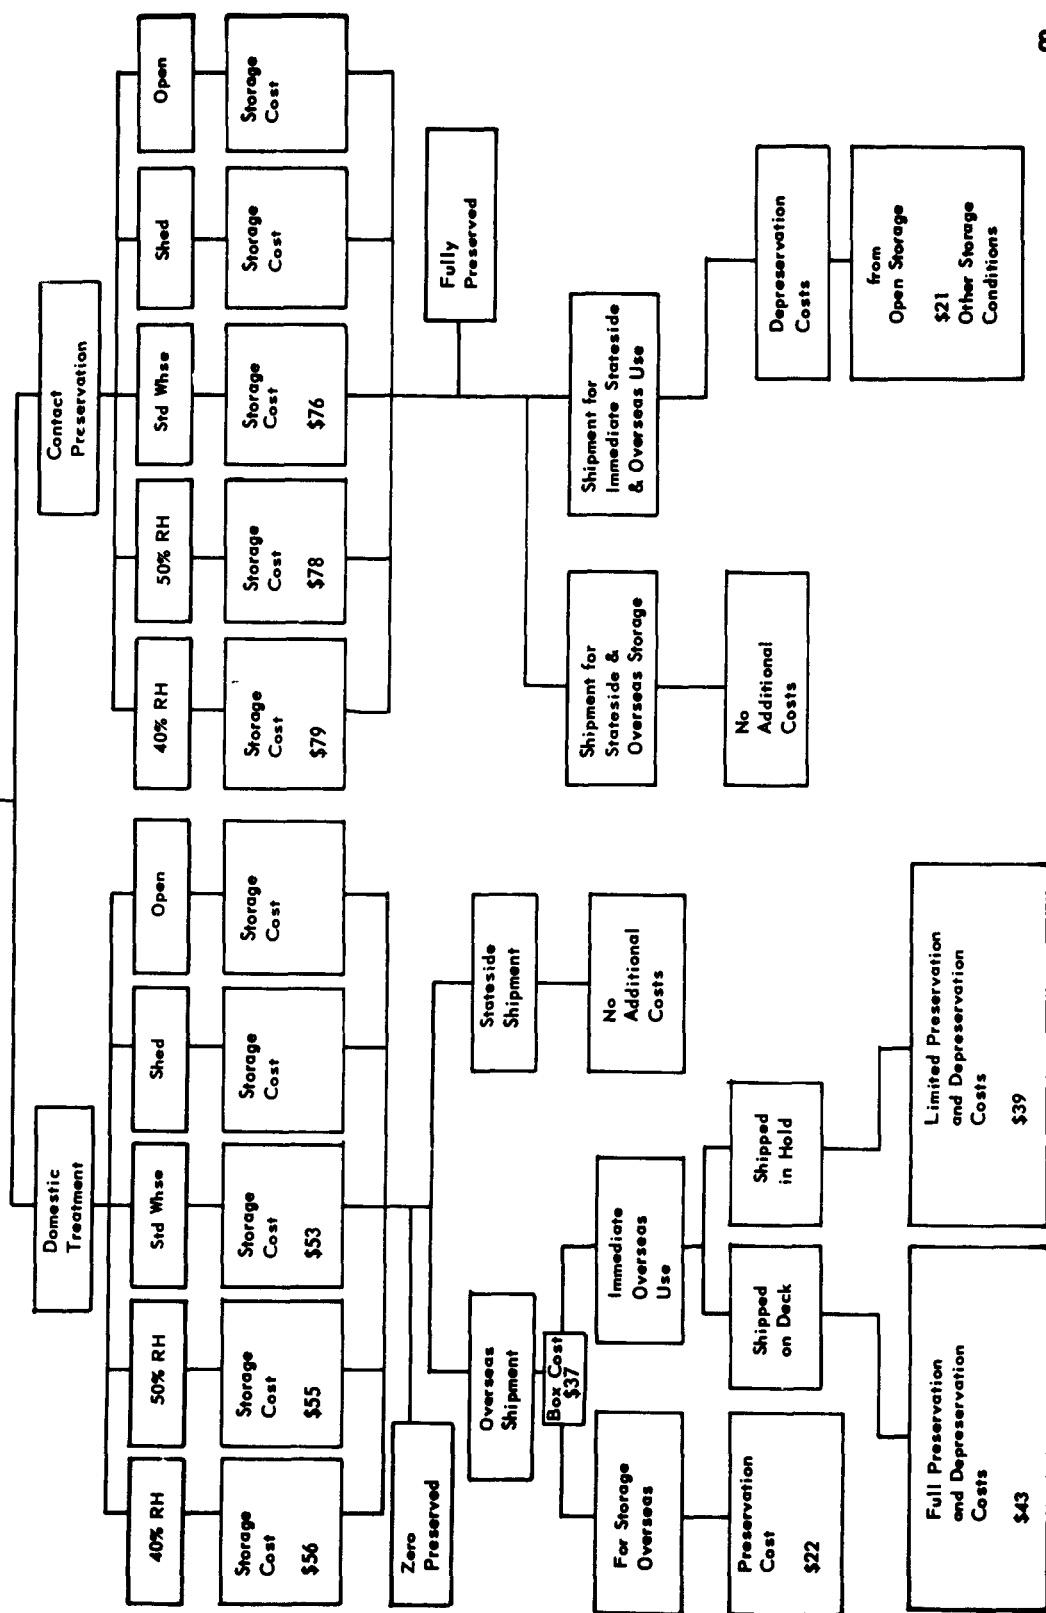 Domestic
Treatment
40% RH
50% RH
Std Whse
Shed
Open
Storage
Cost
$56
Storage
Cost
$55
Storage
Cost
$53
Storage
Cost
Storage
Cost
Zero
Preserved
Overseas
Shipment
Stateside
Shipment
Box Cost
$37
No
Additional
Costs
For Storage
Overseas
Immediate
Overseas
Use
Preservation
Cost
$22
Shipped
on Deck
Shipped
in Hold
Full Preservation
and Depreservation
Costs
$43
Limited Preservation
and Depreservation
Costs
$39
Contact
Preservation
40% RH
50% RH
Std Whse
Shed
Open
Storage
Cost
$79
Storage
Cost
$78
Storage
Cost
$76
Storage
Cost
Storage
Cost
Fully
Preserved
Shipment for
Stateside &
Overseas Storage
Shipment for
Immediate Stateside
& Overseas Use
No
Additional
Costs
Depreservation
Costs
from
Open Storage
$21
Other Storage
Conditions